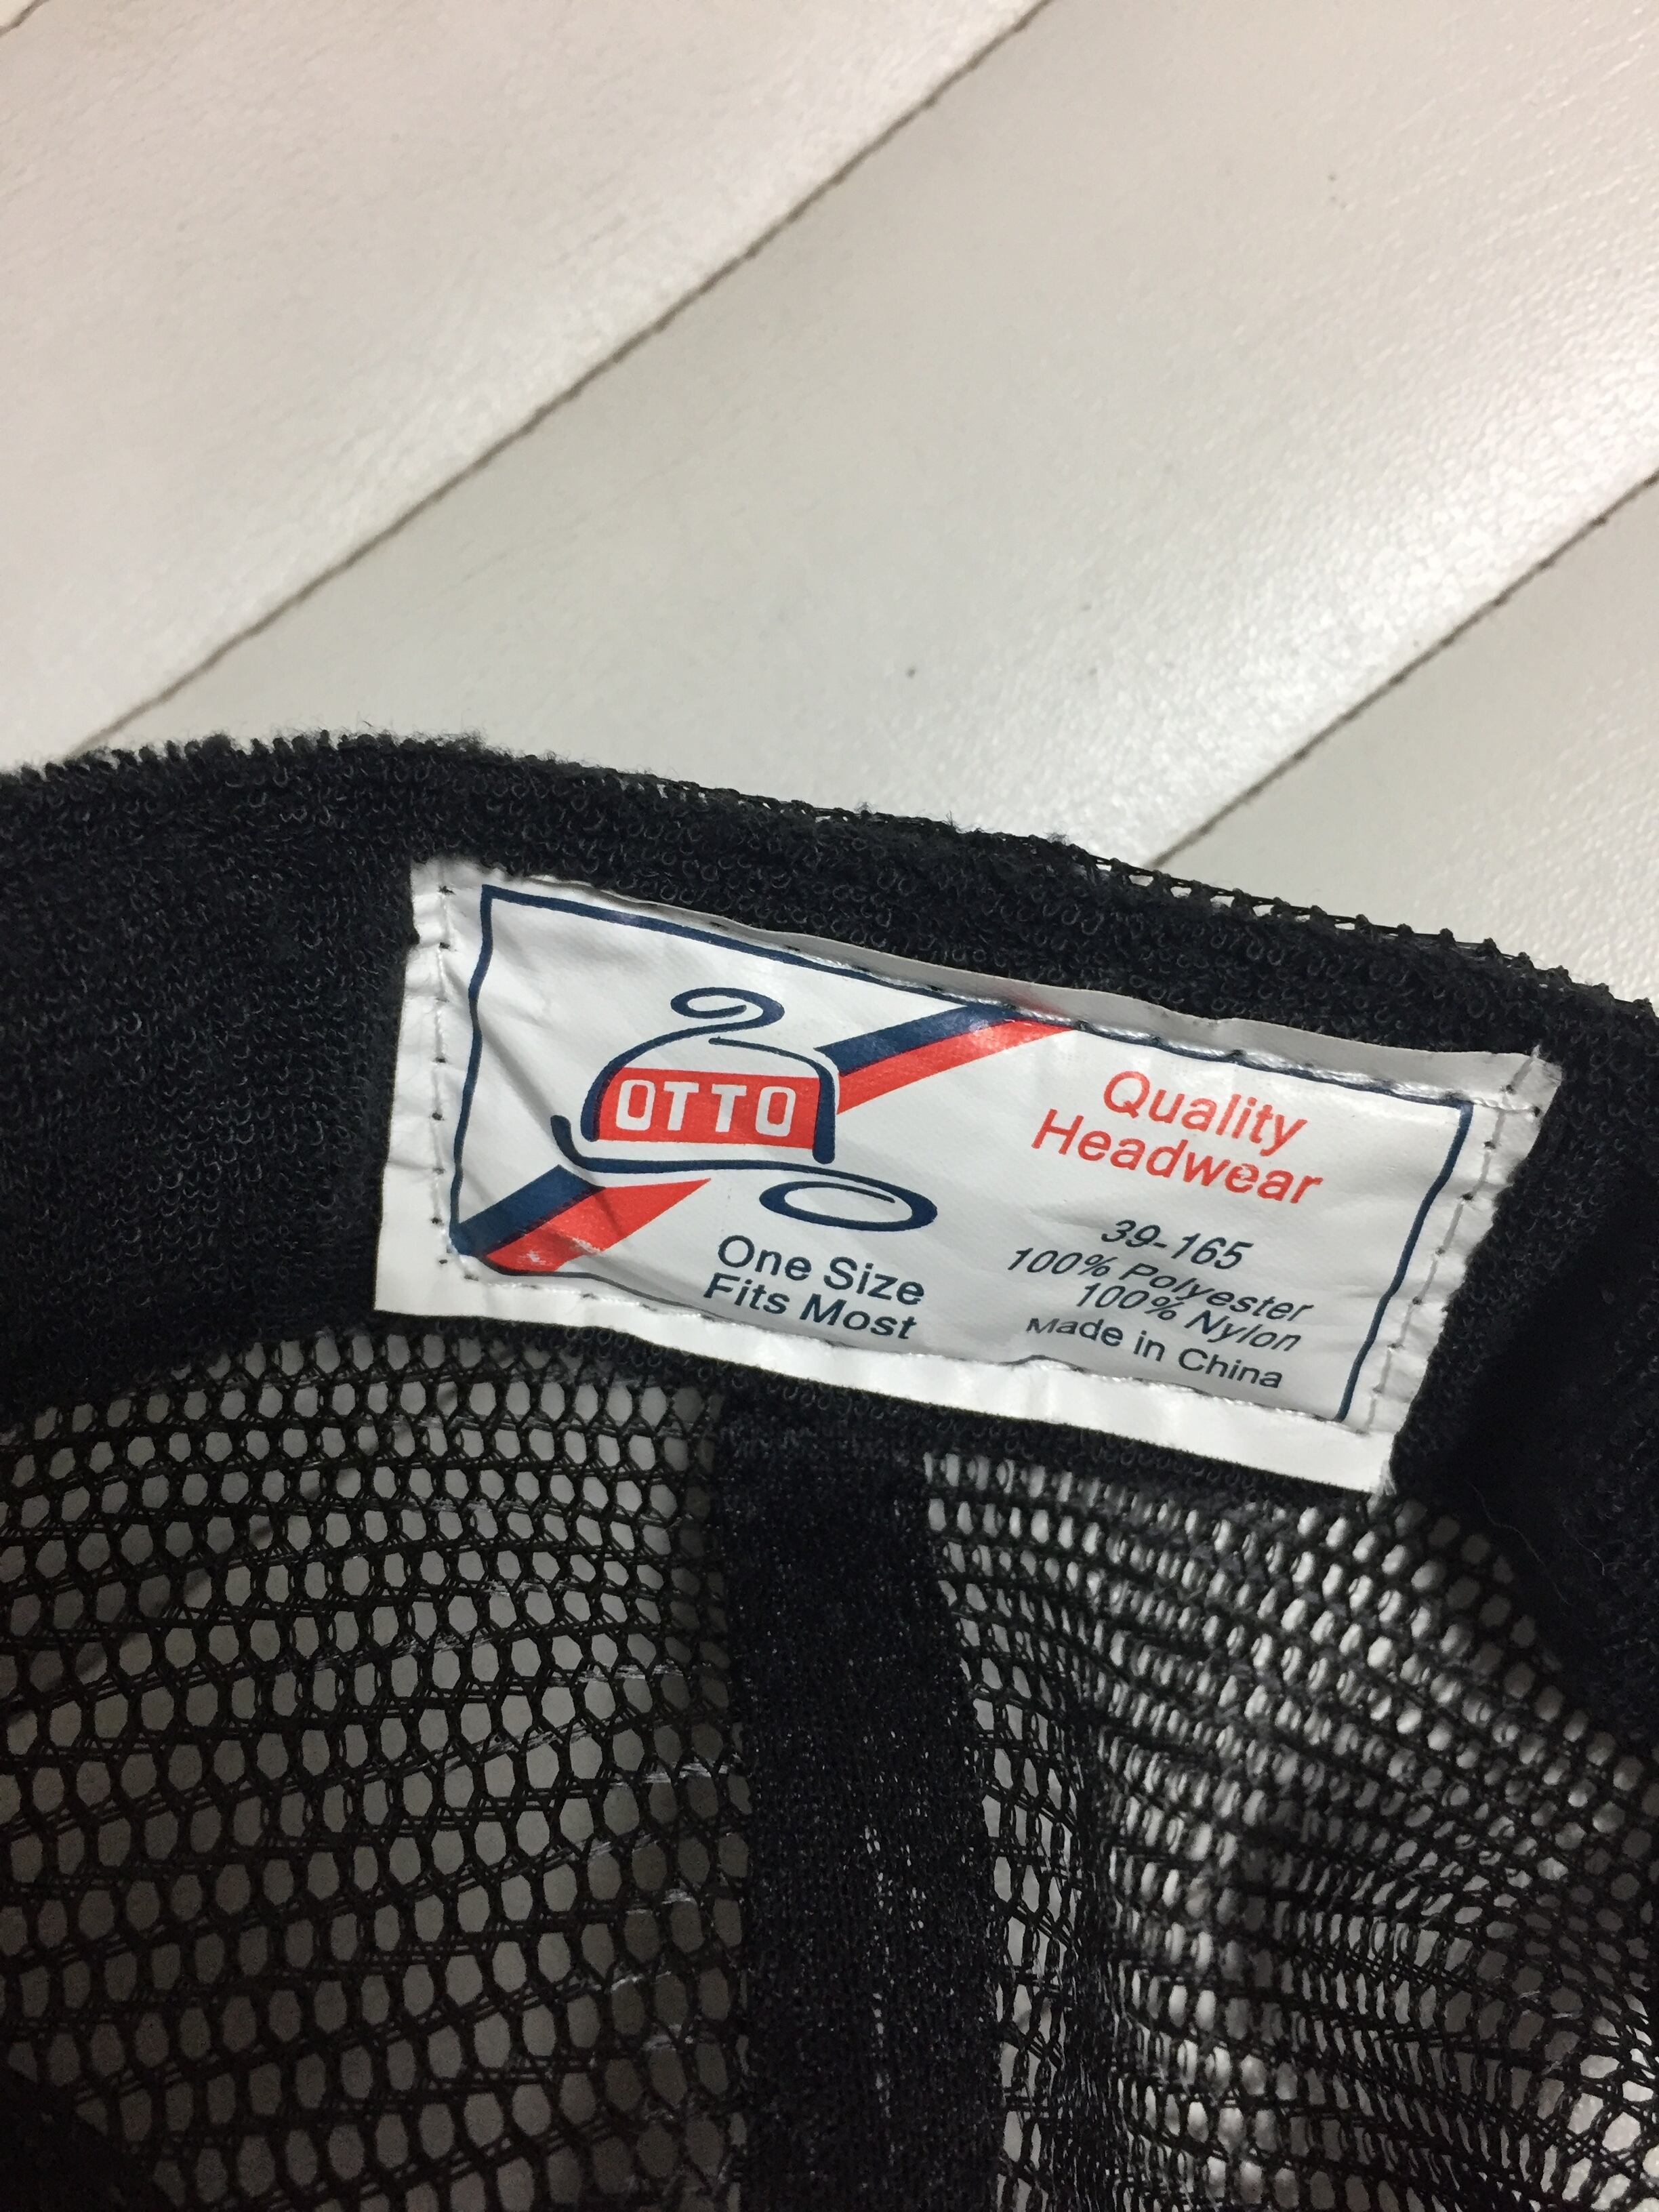 OTTO
One Size
Fits Most
Quality
Headwear
39-165
100% Polyester
100% Nylon
Made in China